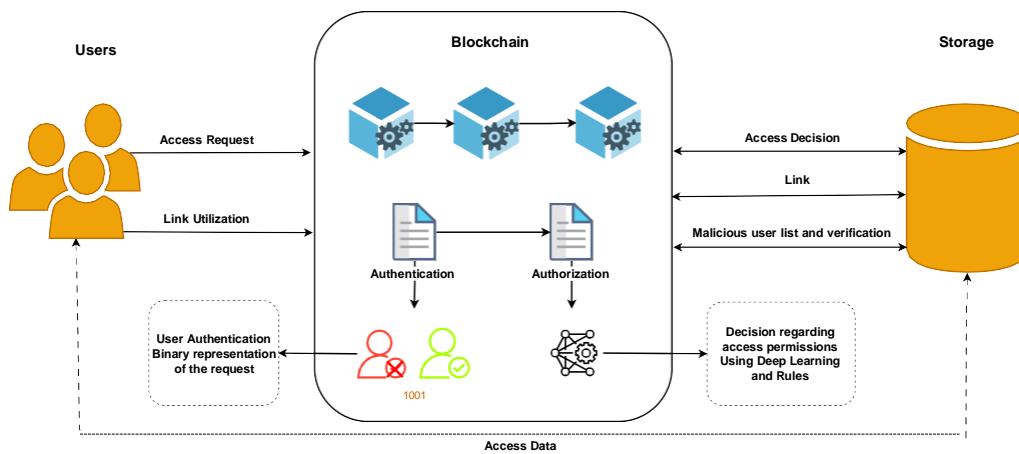 Users
Blockchain
Storage
Access Request
Access Decision
Link
Link Utilization
Malicious user list and verification
Authentication
Authorization
User Authentication
Binary representation
of the request
1001
Decision regarding
access permissions
Using Deep Learning
and Rules
Access Data